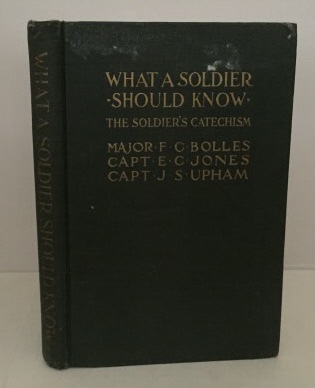 WHAT A SOLDIER SHOULD KNOW
WHAT A SOLDIER
·SHOULD KNOW·
THE SOLDIER'S CATECHISM
MAJOR·F·C·BOLLES
CAPT·E·C·JONES
CAPT·J·S·UPHAM